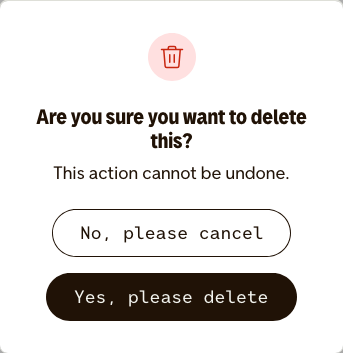 Are you sure you want to delete
this?
This action cannot be undone.
No, please cancel
Yes, please delete